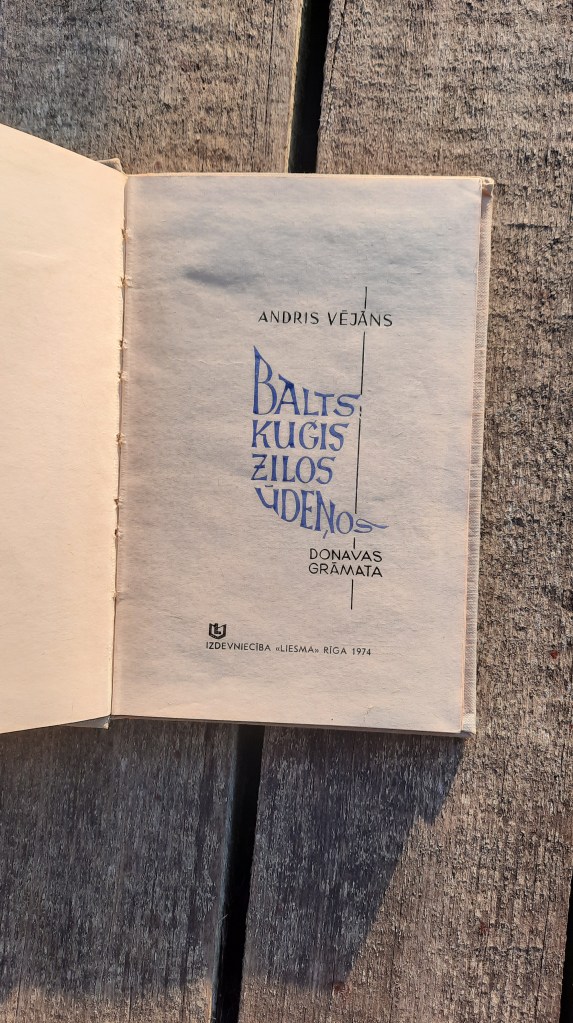 ANDRIS VĒJĀNS
BALTS
KUĢIS
ZILOS
ŪDEŅOS
DONAVAS
GRĀMATA
IZDEVNIECĪBA «LIESMA» RĪGA 1974